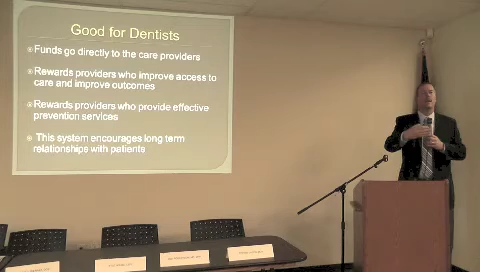 Good for Dentists
Funds go directly to the care providers
Rewards providers who improve access to
care and improve outcomes
Rewards providers who provide effective
prevention services
This system encourages long term
relationships with patients